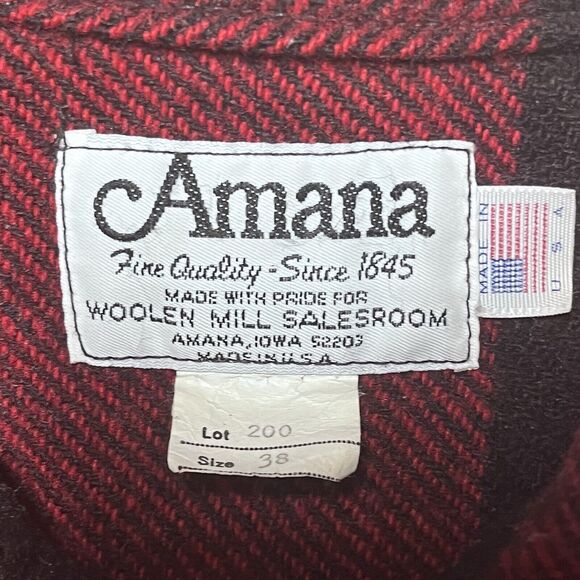 Amana
Fine Quality - Since 1845
MADE WITH PRIDE FOR
WOOLEN MILL SALESROOM
AMANA, IOWA 52203
MADE IN U.S.A.
MADE IN
USA
Lot 200
Size 38